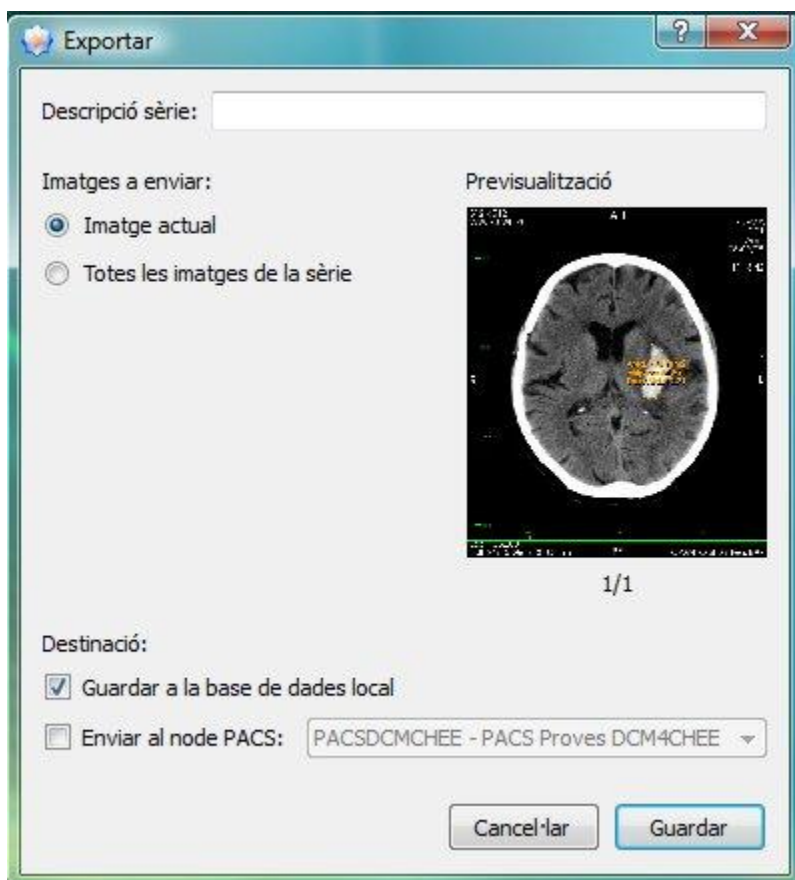 Exportar
Descripció sèrie:
Imatges a enviar:
Previsualització
Imatge actual
Totes les imatges de la sèrie
A
L
1/1
Destinació:
Guardar a la base de dades local
Enviar al node PACS:
PACSDCMCHEE - PACS Proves DCM4CHEE
Cancel·lar
Guardar